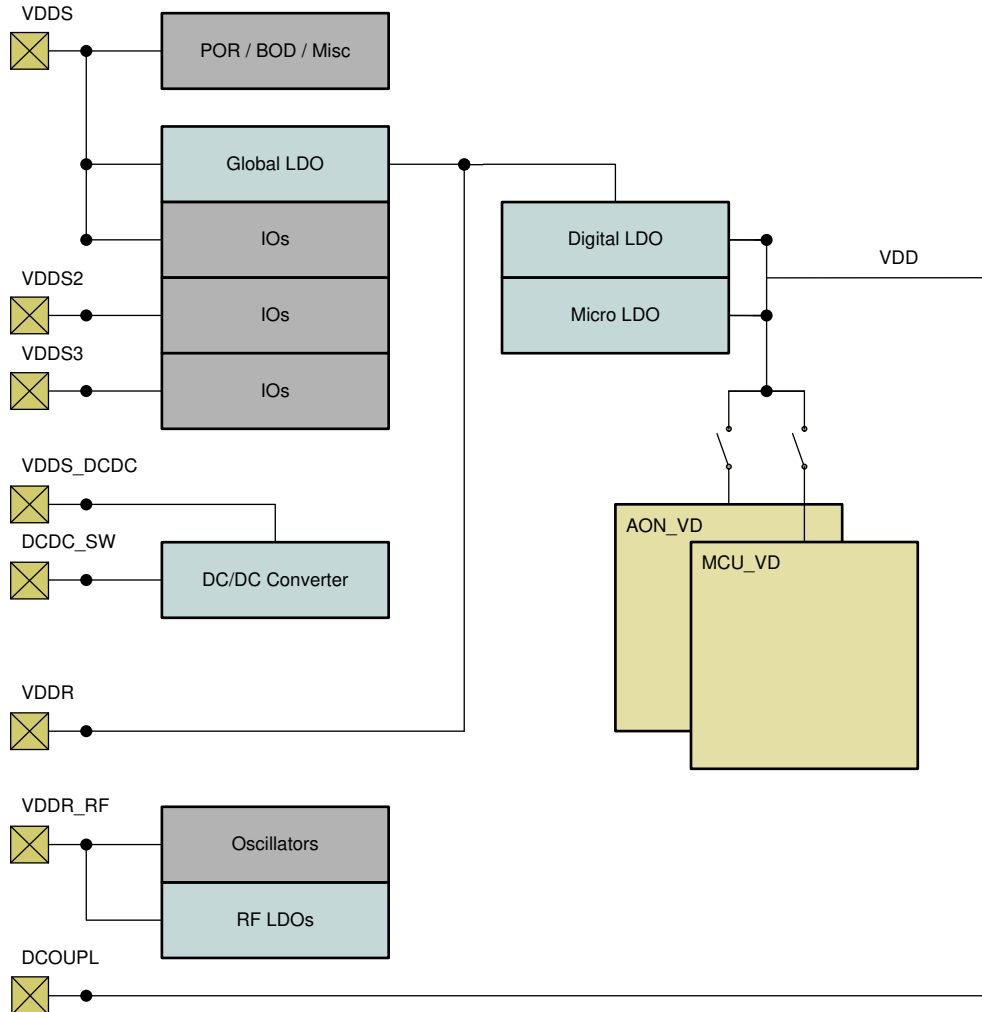 VDDS
POR / BOD / Misc
Global LDO
IOs
Digital LDO
VDD
VDDS2
IOs
Micro LDO
VDDS3
IOs
VDDS_DCDC
AON_VD
DCDC_SW
MCU_VD
DC/DC Converter
VDDR
VDDR_RF
Oscillators
RF LDOs
DCOUPL